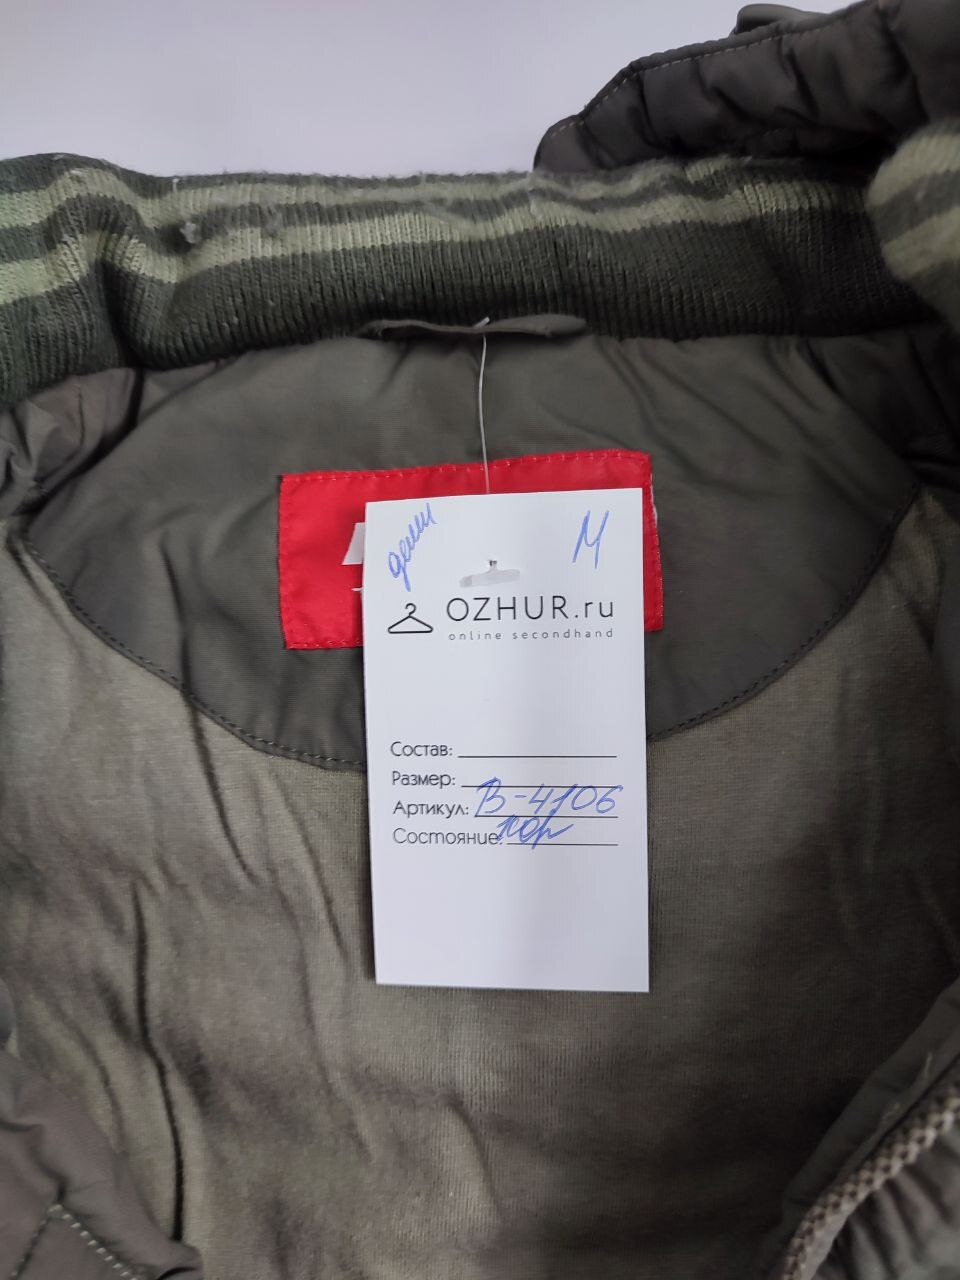 деми
M
OZHUR.ru
online secondhand
Состав:
Размер:
Артикул: B-4106
Состояние: хор